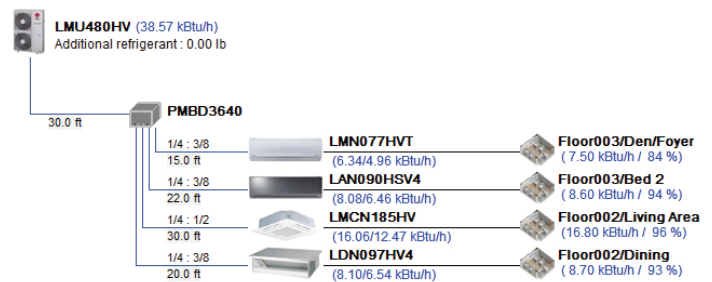 LMU480HV (38.57 kBtu/h)
Additional refrigerant : 0.00 lb
30.0 ft
PMBD3640
1/4 : 3/8
15.0 ft
LMN077HVT
(6.34/4.96 kBtu/h)
Floor003/Den/Foyer
( 7.50 kBtu/h / 84 %)
1/4 : 3/8
22.0 ft
LAN090HSV4
(8.08/6.46 kBtu/h)
Floor003/Bed 2
( 8.60 kBtu/h / 94 %)
1/4 : 1/2
30.0 ft
LMCN185HV
(16.06/12.47 kBtu/h)
Floor002/Living Area
(16.80 kBtu/h / 96 %)
1/4 : 3/8
20.0 ft
LDN097HV4
(8.10/6.54 kBtu/h)
Floor002/Dining
( 8.70 kBtu/h / 93 %)